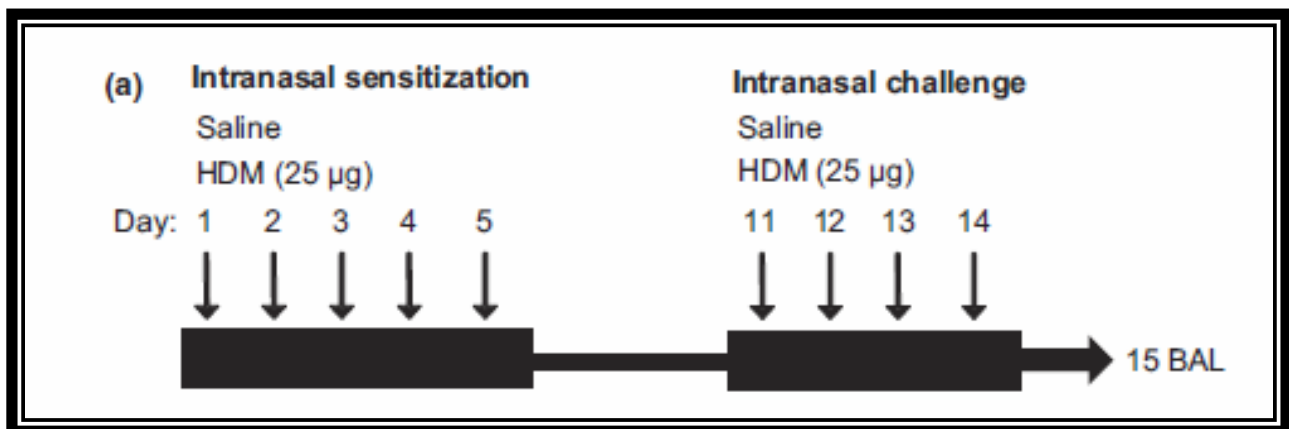 (a) Intranasal sensitization
Saline
HDM (25 µg)
Day: 1 2 3 4 5
Intranasal challenge
Saline
HDM (25 µg)
11 12 13 14
15 BAL